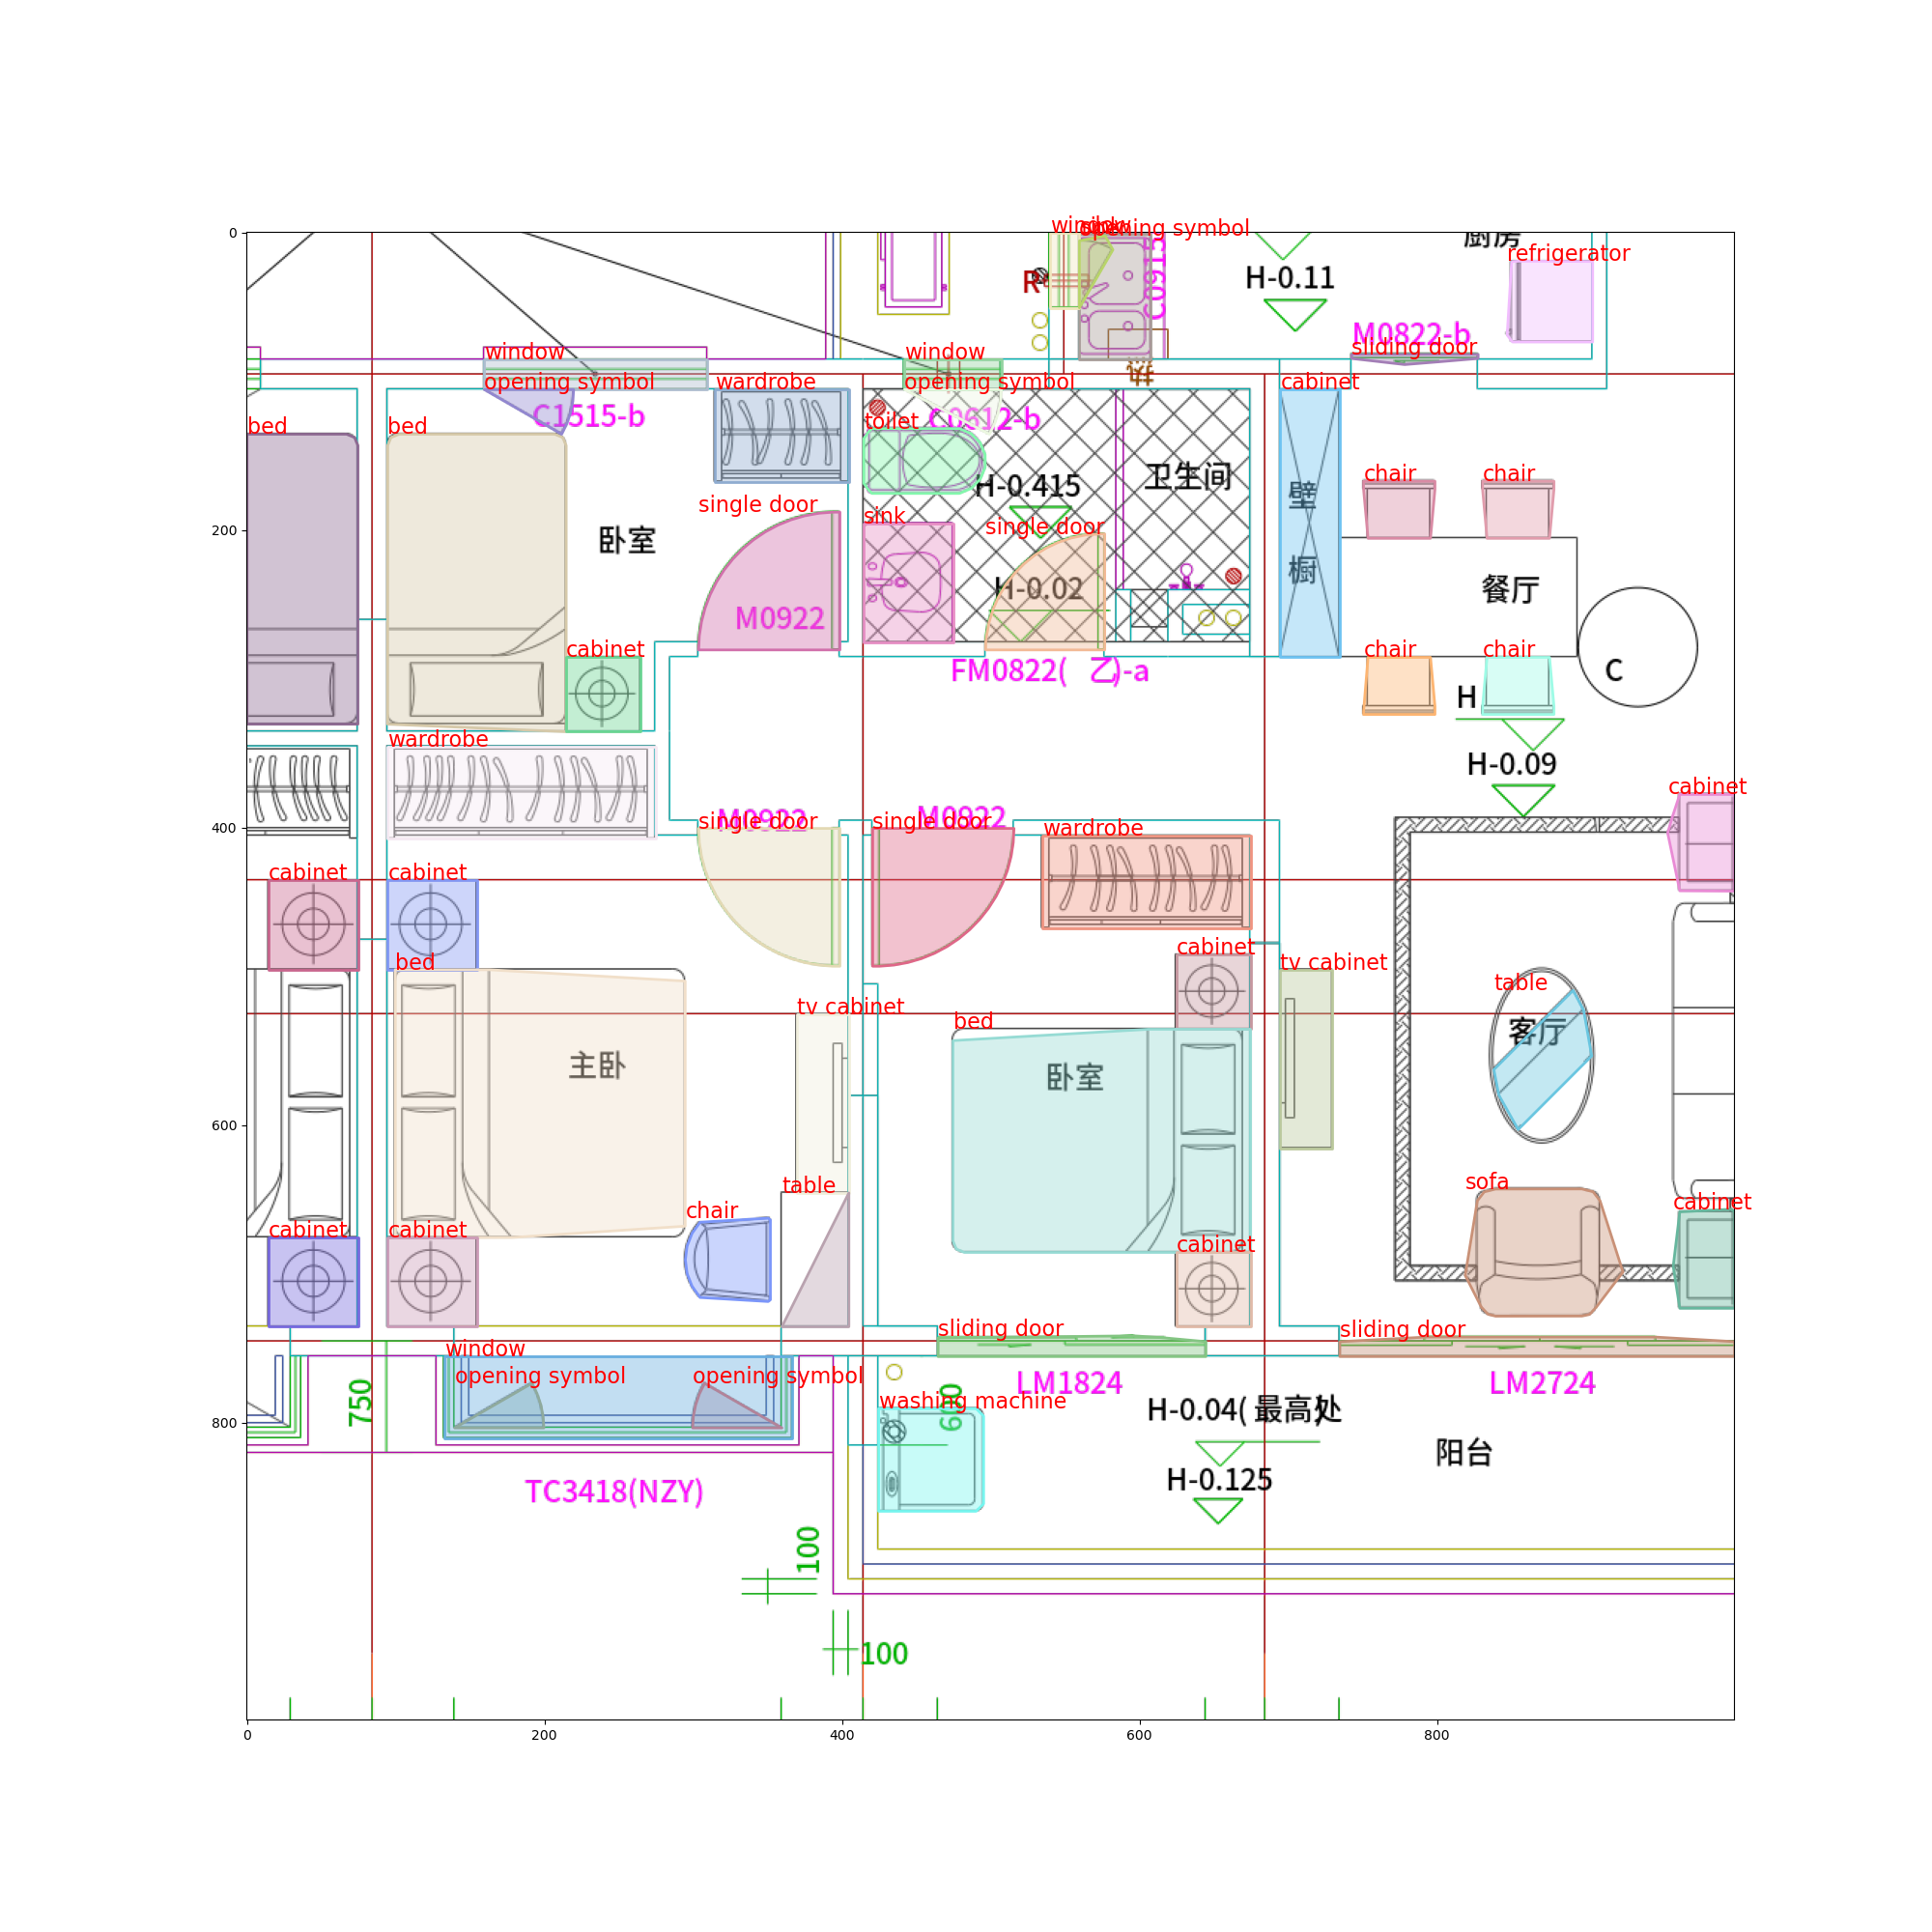 window
opening symbol
厨房
refrigerator
0
R
C0915
H-0.11
M0822-b
sliding door
window
opening symbol
C1515-b
wardrobe
window
opening symbol
C0612-b
toilet
cabinet
bed
bed
H-0.415
卫生间
壁
橱
chair
chair
single door
sink
single door
200
卧室
M0922
H-0.02
餐厅
cabinet
FM0822( 乙)-a
chair
chair
C
H
wardrobe
H-0.09
cabinet
M0922
single door
M0822
single door
wardrobe
400
cabinet
cabinet
bed
cabinet
tv cabinet
table
tv cabinet
bed
客厅
主卧
卧室
600
table
chair
sofa
cabinet
cabinet
cabinet
cabinet
sliding door
sliding door
window
opening symbol
opening symbol
LM1824
LM2724
750
washing machine
600
H-0.04( 最高处
800
阳台
H-0.125
TC3418(NZY)
100
100
0
200
400
600
800